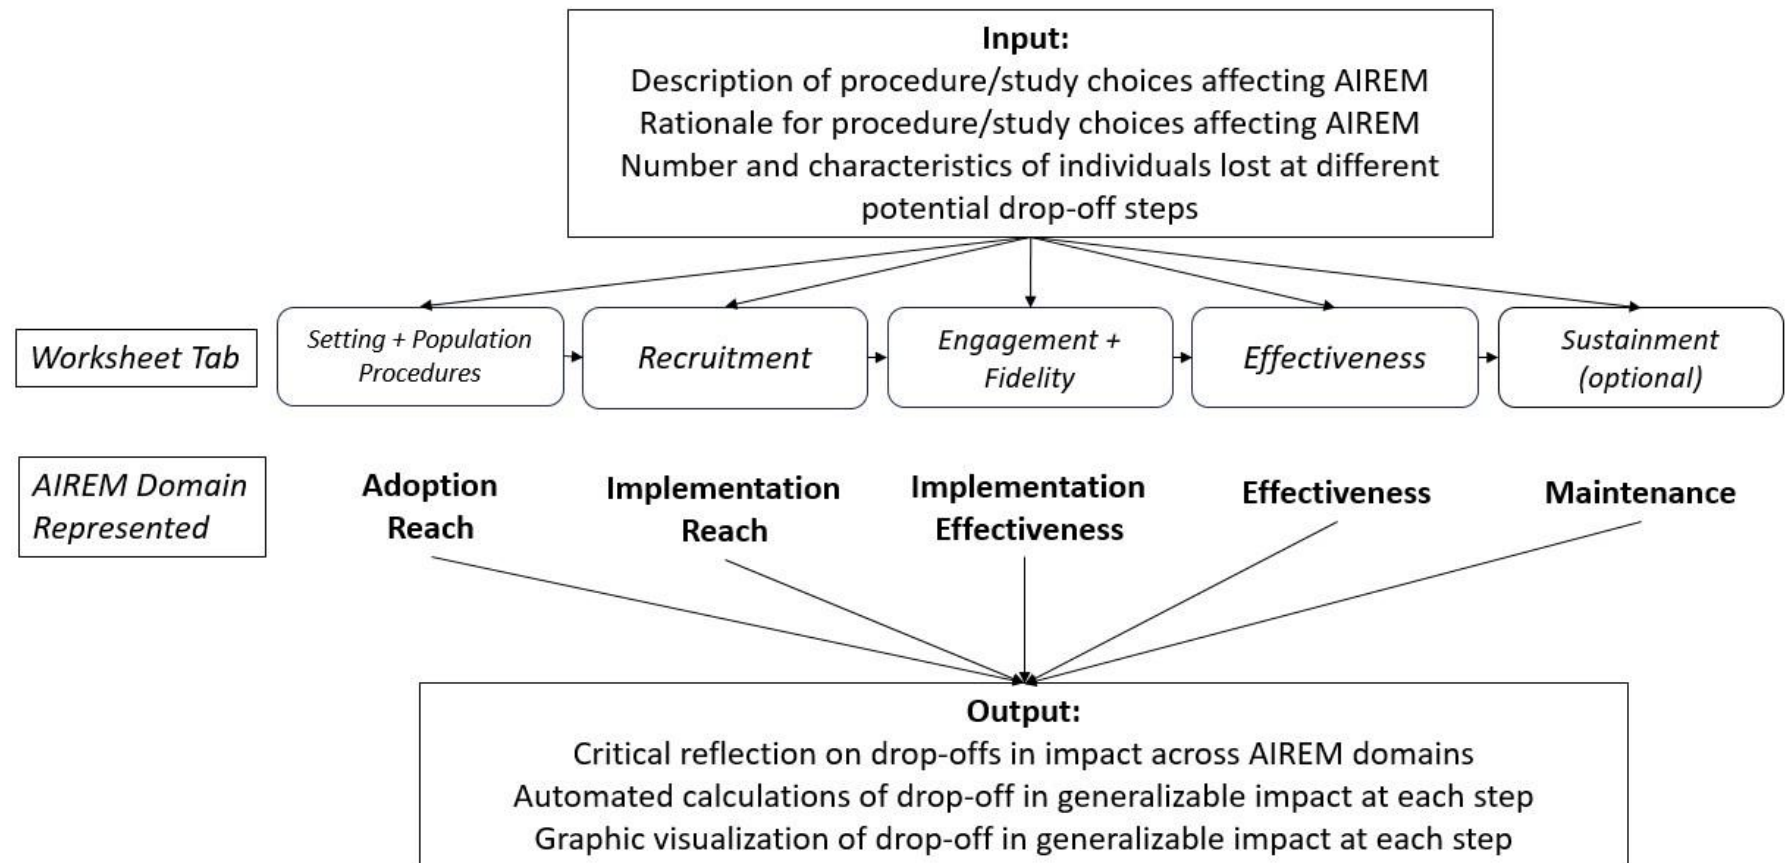 Input:
Description of procedure/study choices affecting AIREM
Rationale for procedure/study choices affecting AIREM
Number and characteristics of individuals lost at different
potential drop-off steps
Worksheet Tab
Setting + Population
Procedures
Recruitment
Engagement +
Fidelity
Effectiveness
Sustainment
(optional)
AIREM Domain
Represented
Adoption
Reach
Implementation
Reach
Implementation
Effectiveness
Effectiveness
Maintenance
Output:
Critical reflection on drop-offs in impact across AIREM domains
Automated calculations of drop-off in generalizable impact at each step
Graphic visualization of drop-off in generalizable impact at each step